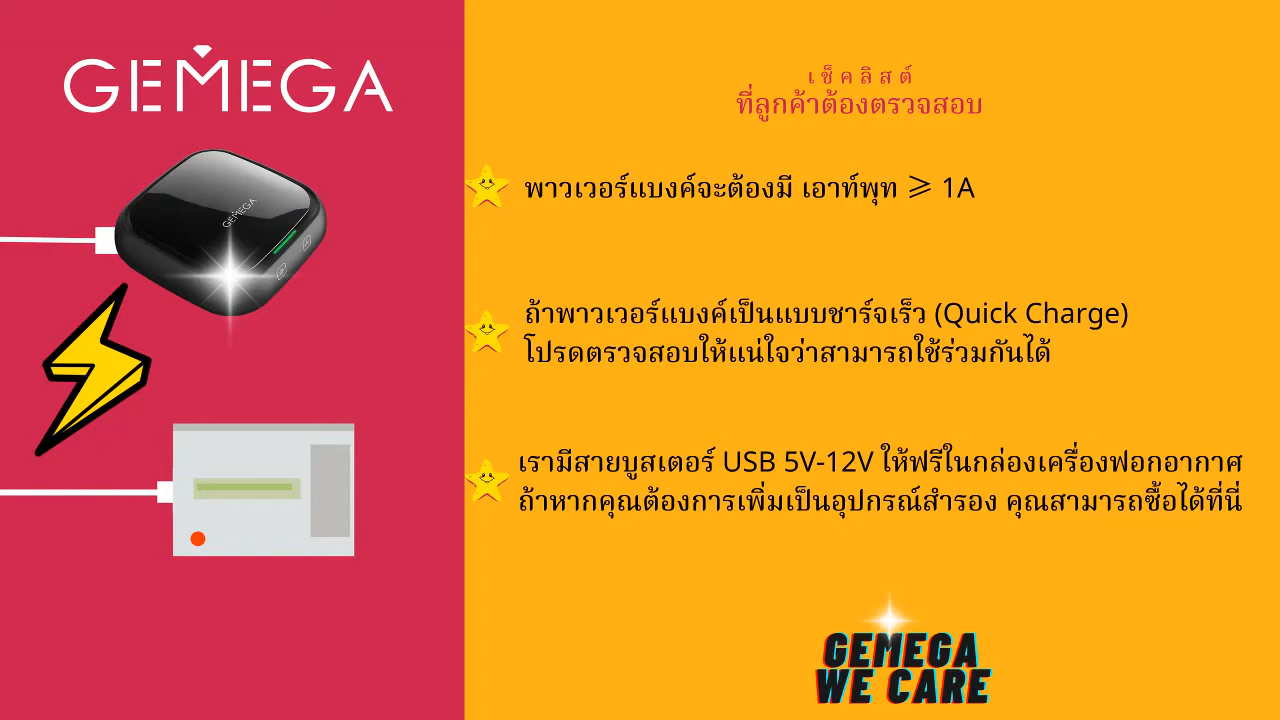 GEMEGA
GEMEGA
เช็คลิสต์
ที่ลูกค้าต้องตรวจสอบ
พาวเวอร์แบงค์จะต้องมี เอาท์พุท ⩾ 1A
ถ้าพาวเวอร์แบงค์เป็นแบบชาร์จเร็ว (Quick Charge)
โปรดตรวจสอบให้แน่ใจว่าสามารถใช้ร่วมกันได้
เรามีสายบูสเตอร์ USB 5V-12V ให้ฟรีในกล่องเครื่องฟอกอากาศ
ถ้าหากคุณต้องการเพิ่มเป็นอุปกรณ์สำรอง คุณสามารถซื้อได้ที่นี่
GEMEGA
WE CARE